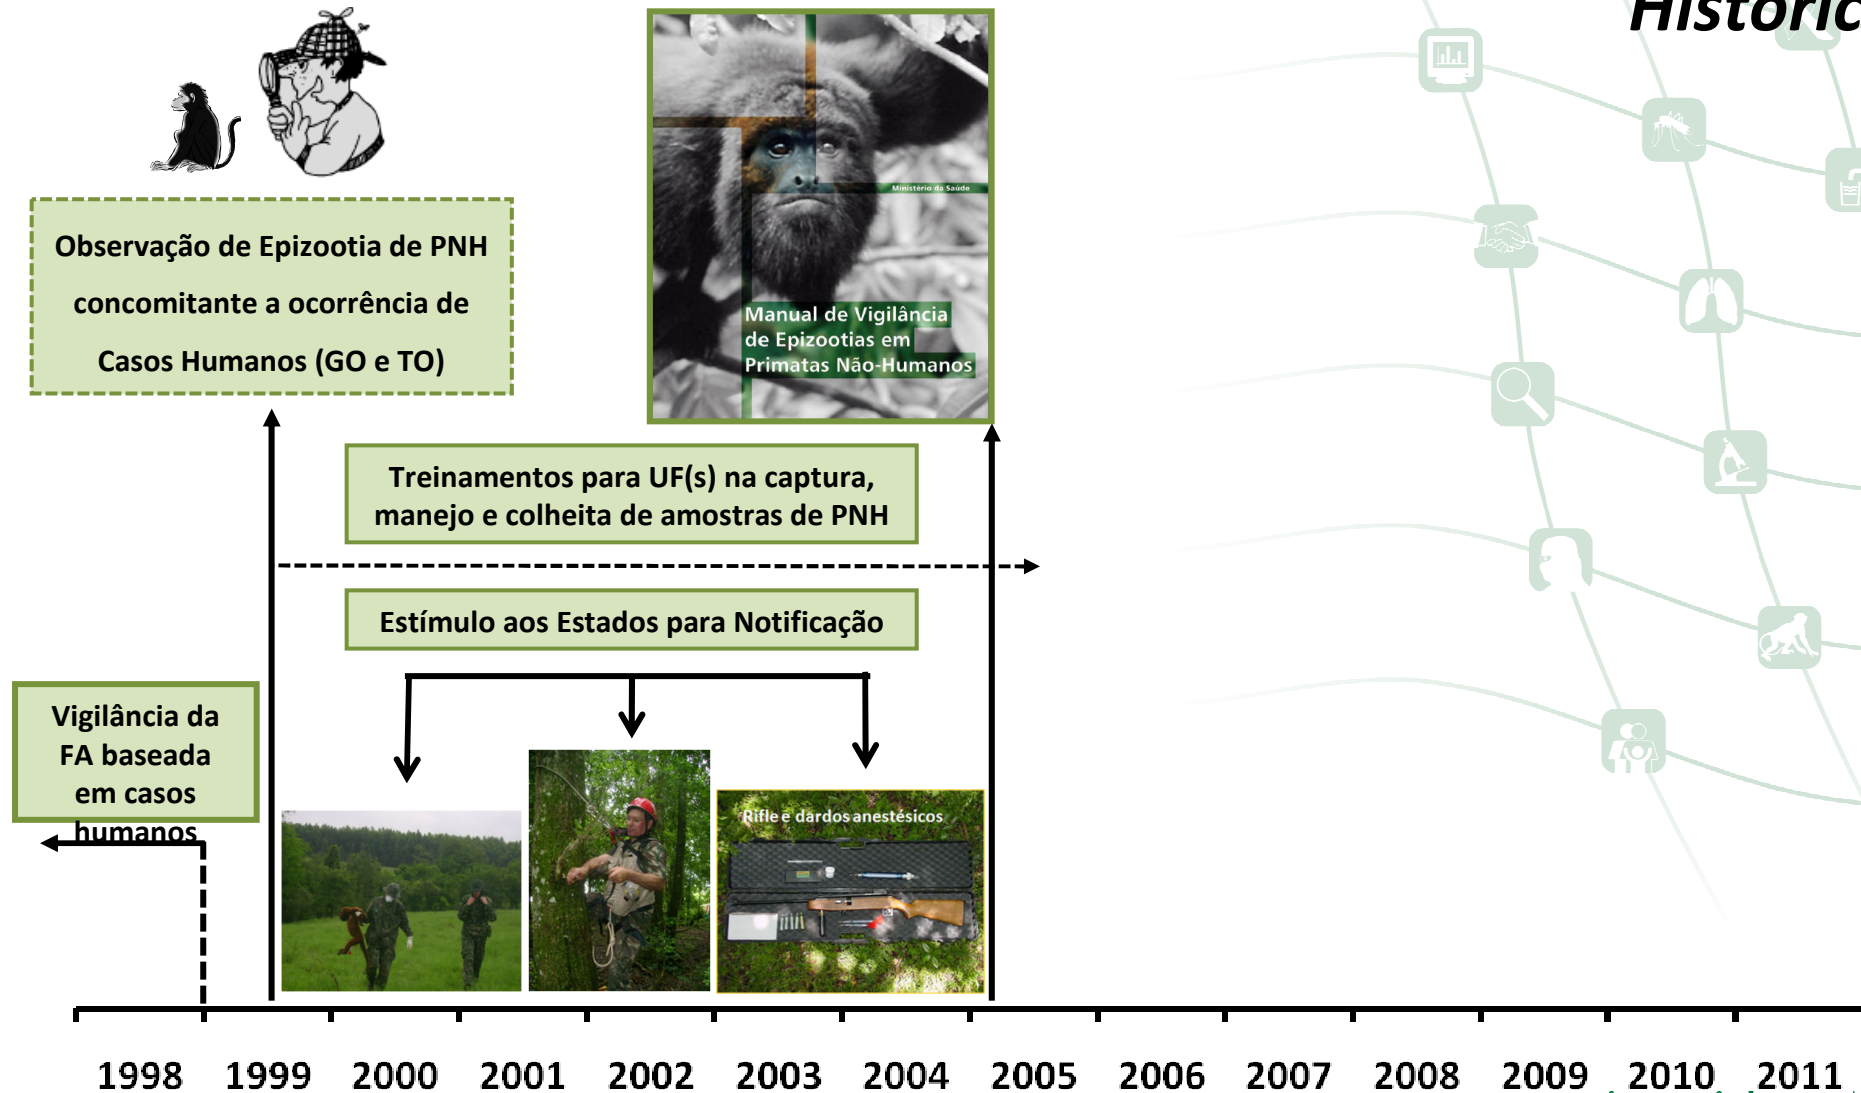 Históric
Ministério da Saúde
Manual de Vigilância
de Epizootias em
Primatas Não-Humanos
Observação de Epizootia de PNH
concomitante a ocorrência de
Casos Humanos (GO e TO)
Treinamentos para UF(s) na captura,
manejo e colheita de amostras de PNH
Estímulo aos Estados para Notificação
Vigilância da
FA baseada
em casos
humanos
Rifle e dardos anestésicos
1998 1999 2000 2001 2002 2003 2004 2005 2006 2007 2008 2009 2010 2011